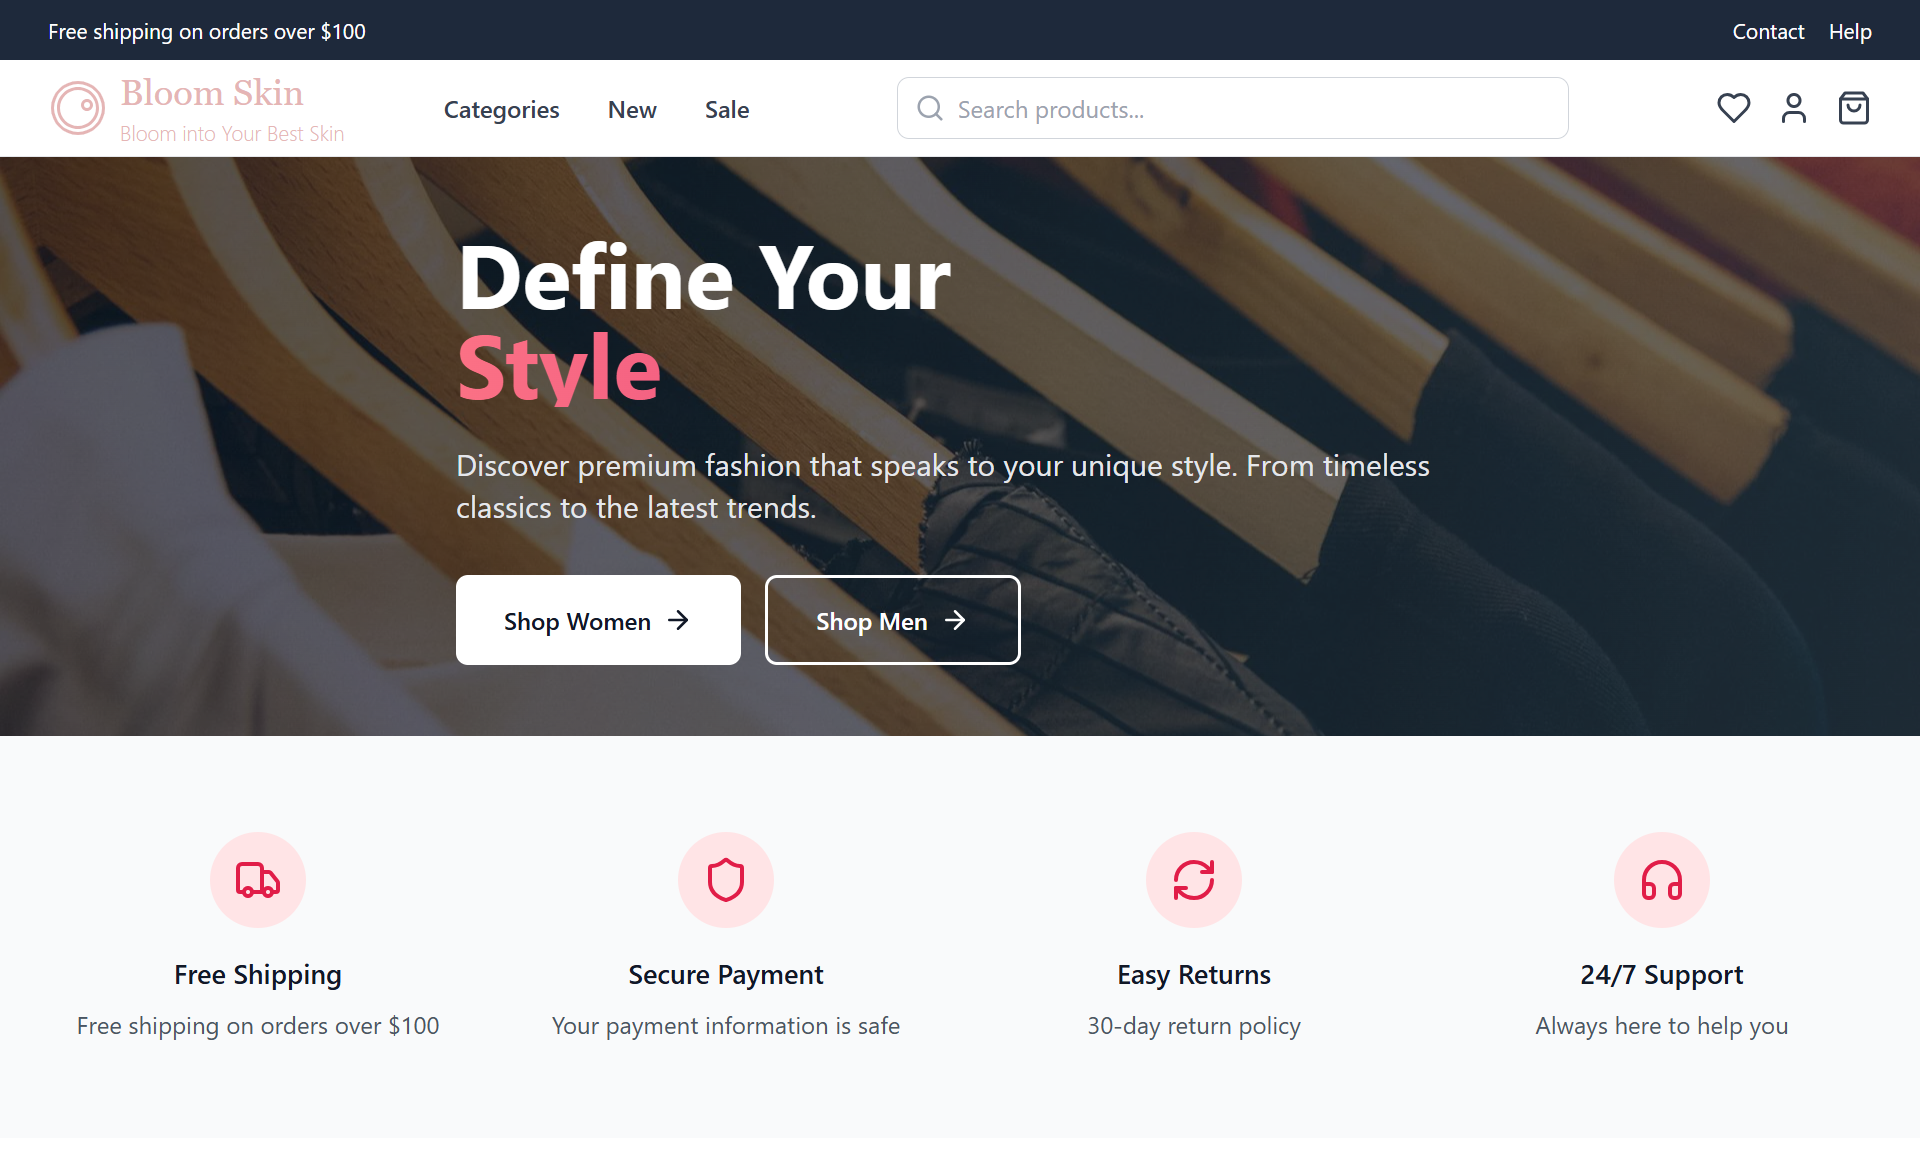 Free shipping on orders over $100
Contact
Help
Bloom Skin
Bloom into Your Best Skin
Categories
New
Sale
Search products...
Define Your
Style
Discover premium fashion that speaks to your unique style. From timeless
classics to the latest trends.
Shop Women
Shop Men
Free Shipping
Free shipping on orders over $100
Secure Payment
Your payment information is safe
Easy Returns
30-day return policy
24/7 Support
Always here to help you